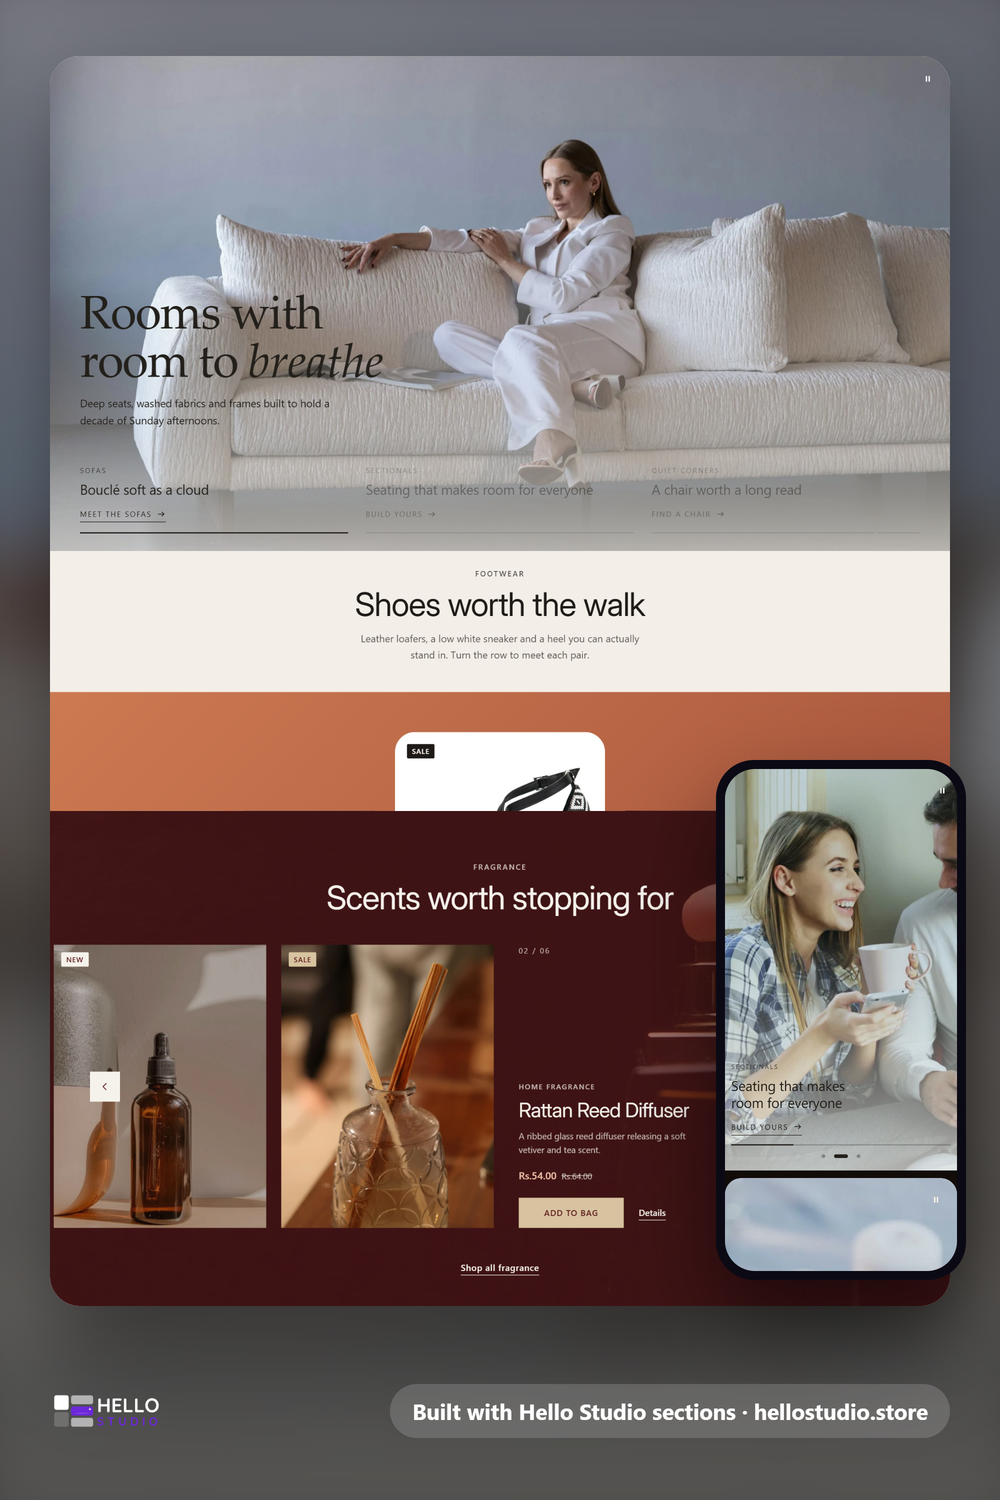 Rooms with
room to breathe
Deep seats, washed fabrics and frames built to hold a
decade of Sunday afternoons.
SOFAS
Bouclé soft as a cloud
MEET THE SOFAS →
SECTIONALS
Seating that makes room for everyone
BUILD YOURS →
QUIET CORNERS
A chair worth a long read
FIND A CHAIR →
FOOTWEAR
Shoes worth the walk
Leather loafers, a low white sneaker and a heel you can actually
stand in. Turn the row to meet each pair.
SALE
FRAGRANCE
Scents worth stopping for
NEW
SALE
02 / 06
HOME FRAGRANCE
Rattan Reed Diffuser
A ribbed glass reed diffuser releasing a soft
vetiver and tea scent.
Rs.54.00 Rs.64.00
ADD TO BAG
Details
Shop all fragrance
SECTIONALS
Seating that makes
room for everyone
BUILD YOURS →
HELLO
STUDIO
Built with Hello Studio sections · hellostudio.store